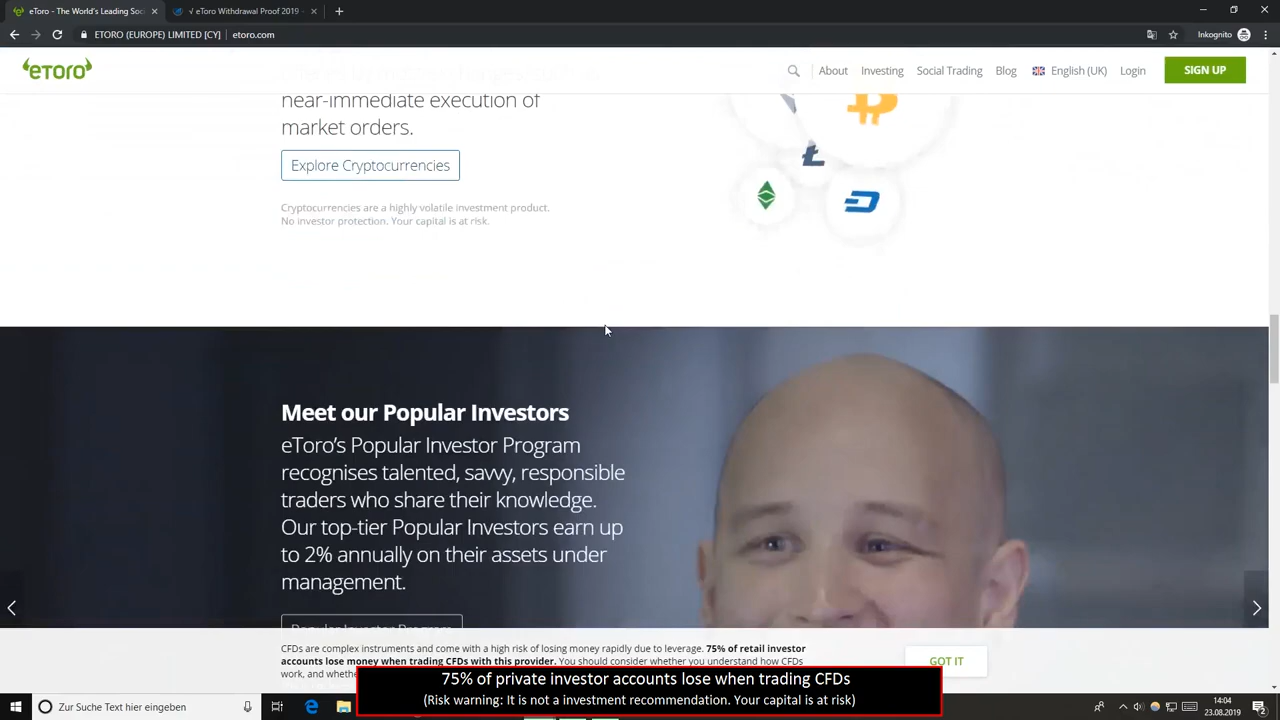 eToro - The World's Leading Soc
√ eToro Withdrawal Proof 2019 -
ETORO (EUROPE) LIMITED [CY] | etoro.com
Inkognito
eToro
About
Investing
Social Trading
Blog
English (UK)
Login
SIGN UP
near-immediate execution of
market orders.
Explore Cryptocurrencies
Cryptocurrencies are a highly volatile investment product.
No investor protection. Your capital is at risk.
Meet our Popular Investors
eToro's Popular Investor Program
recognises talented, savvy, responsible
traders who share their knowledge.
Our top-tier Popular Investors earn up
to 2% annually on their assets under
management.
Popular Investor Program
CFDs are complex instruments and come with a high risk of losing money rapidly due to leverage. 75% of retail investor
accounts lose money when trading CFDs with this provider. You should consider whether you understand how CFDs
work, and whethe
GOT IT
75% of private investor accounts lose when trading CFDs
(Risk warning: It is not a investment recommendation. Your capital is at risk)
Zur Suche Text hier eingeben
14:04
23.08.2019
2